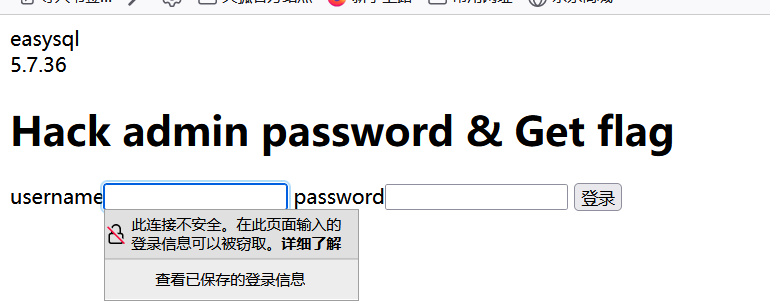 easysql
5.7.36
Hack admin password & Get flag
username password 登录
此连接不安全。在此页面输入的
登录信息可以被窃取。详细了解
查看已保存的登录信息